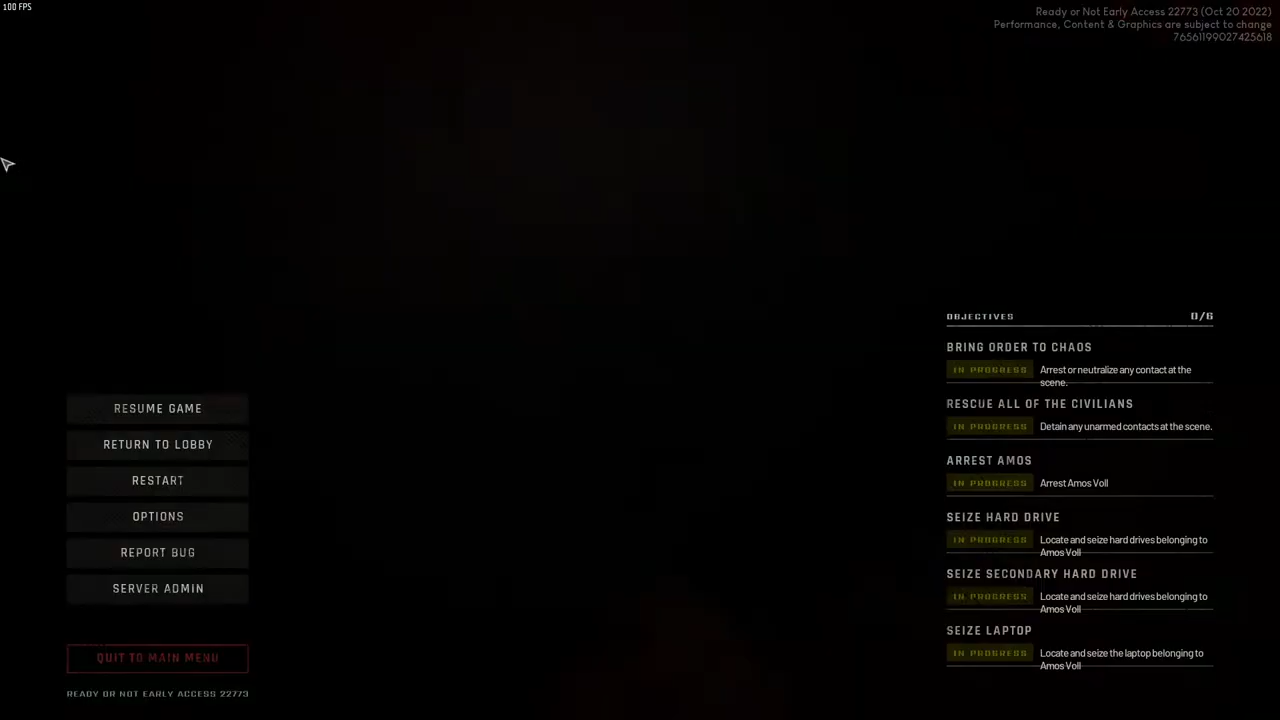 100 FPS
Ready or Not Early Access 22773 (Oct 20 2022)
Performance, Content & Graphics are subject to change
76561199027425618
OBJECTIVES 0/6
BRING ORDER TO CHAOS
IN PROGRESS Arrest or neutralize any contact at the
scene.
RESCUE ALL OF THE CIVILIANS
IN PROGRESS Detain any unarmed contacts at the scene.
ARREST AMOS
IN PROGRESS Arrest Amos Voll
SEIZE HARD DRIVE
IN PROGRESS Locate and seize hard drives belonging to
Amos Voll
SEIZE SECONDARY HARD DRIVE
IN PROGRESS Locate and seize hard drives belonging to
Amos Voll
SEIZE LAPTOP
IN PROGRESS Locate and seize the laptop belonging to
Amos Voll
RESUME GAME
RETURN TO LOBBY
RESTART
OPTIONS
REPORT BUG
SERVER ADMIN
QUIT TO MAIN MENU
READY OR NOT EARLY ACCESS 22773